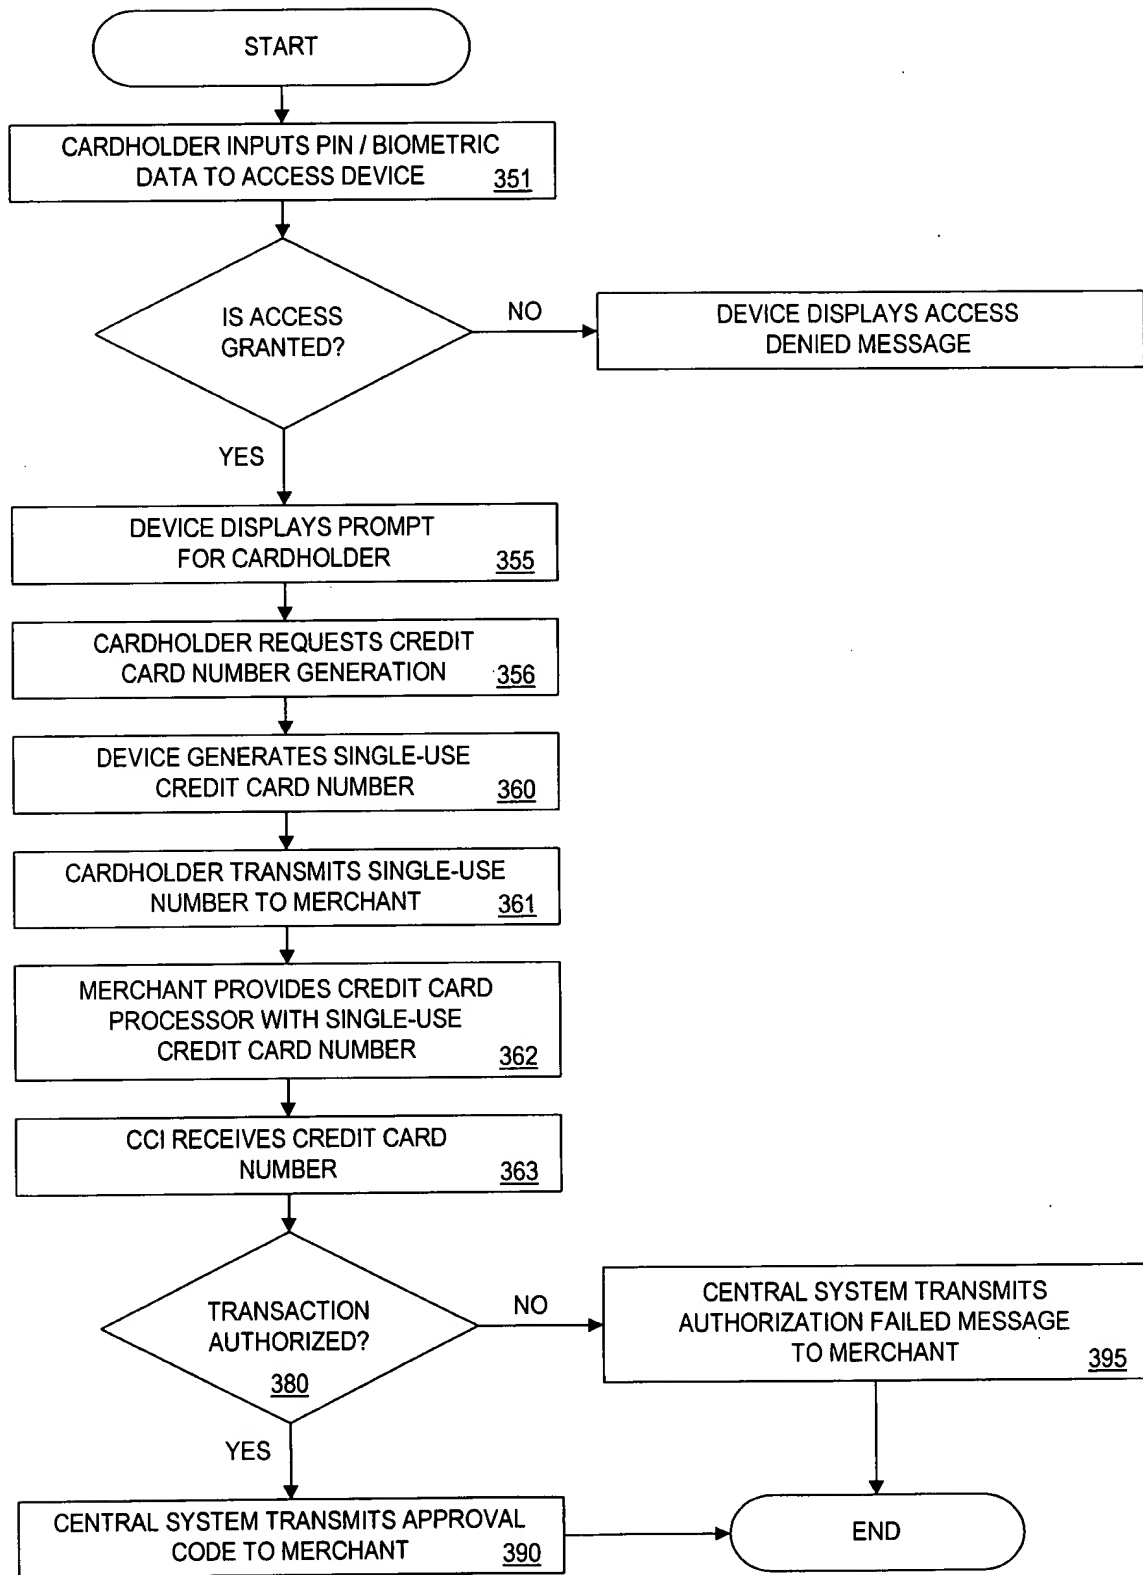 START
CARDHOLDER INPUTS PIN / BIOMETRIC
DATA TO ACCESS DEVICE 351
IS ACCESS
GRANTED?
NO
DEVICE DISPLAYS ACCESS
DENIED MESSAGE
YES
DEVICE DISPLAYS PROMPT
FOR CARDHOLDER 355
CARDHOLDER REQUESTS CREDIT
CARD NUMBER GENERATION 356
DEVICE GENERATES SINGLE-USE
CREDIT CARD NUMBER 360
CARDHOLDER TRANSMITS SINGLE-USE
NUMBER TO MERCHANT 361
MERCHANT PROVIDES CREDIT CARD
PROCESSOR WITH SINGLE-USE
CREDIT CARD NUMBER 362
CCI RECEIVES CREDIT CARD
NUMBER 363
TRANSACTION
AUTHORIZED?
380
NO
CENTRAL SYSTEM TRANSMITS
AUTHORIZATION FAILED MESSAGE
TO MERCHANT 395
YES
CENTRAL SYSTEM TRANSMITS APPROVAL
CODE TO MERCHANT 390
END